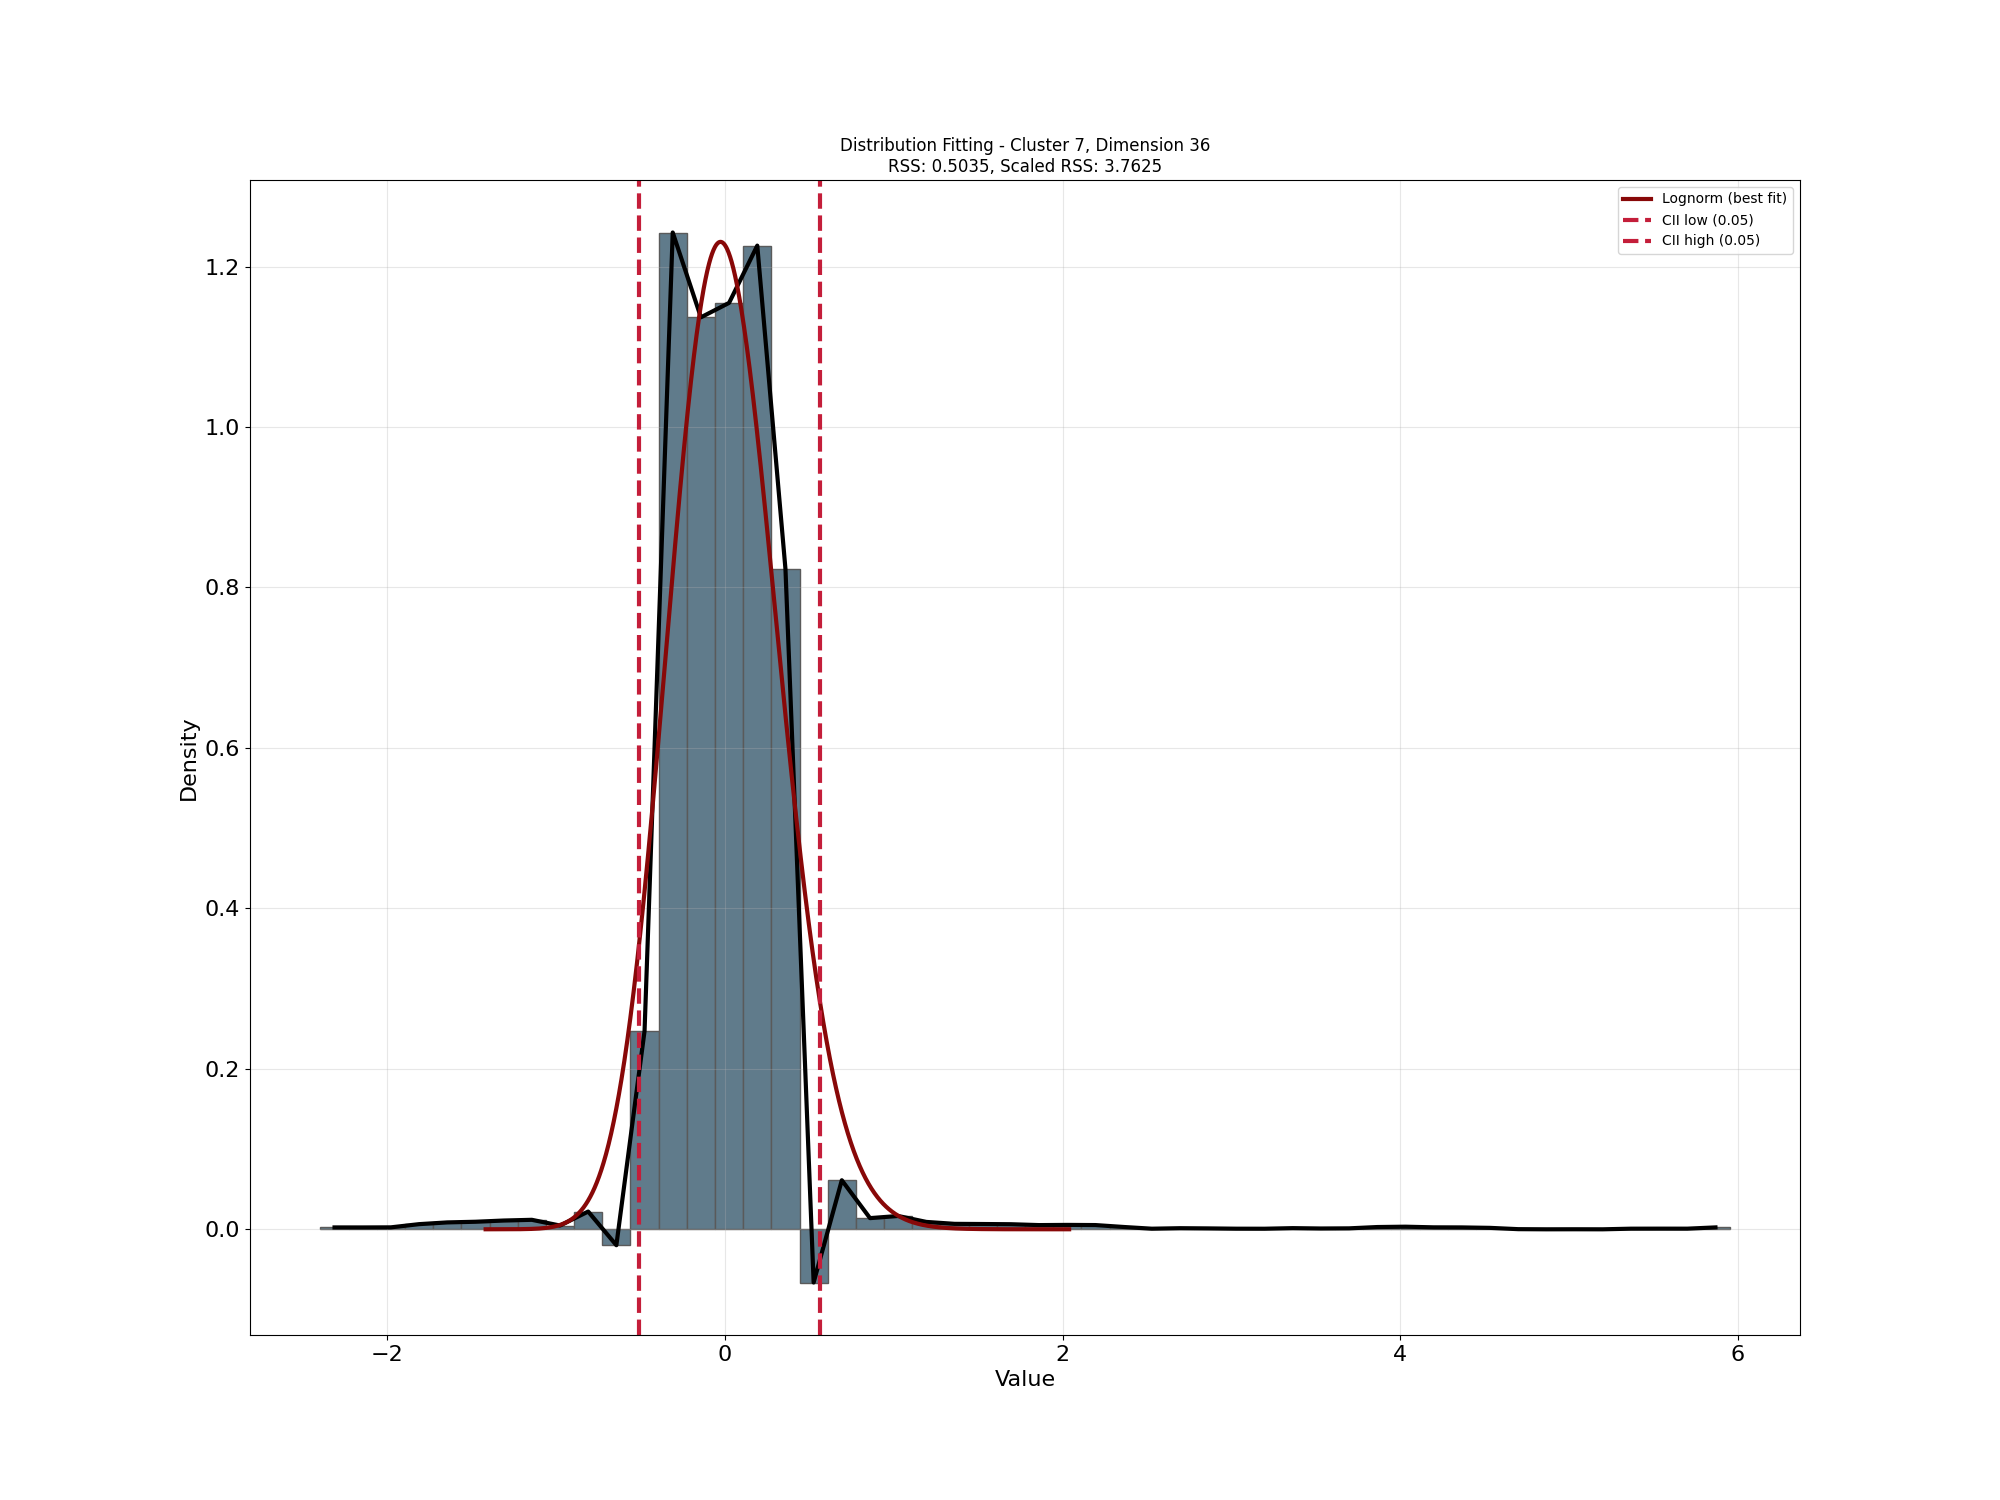 Distribution Fitting - Cluster 7, Dimension 36
RSS: 0.5035, Scaled RSS: 3.7625
Lognorm (best fit)
CII low (0.05)
CII high (0.05)
Density
1.2
1.0
0.8
0.6
0.4
0.2
0.0
−2
0
2
4
6
Value